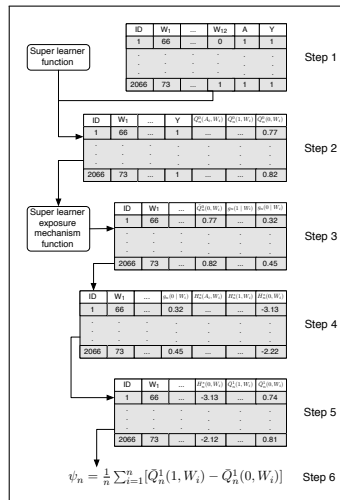 ID W₁ ... W₁₂ A Y
1 66 ... 0 1 1
2066 73 ... 1 1 1
Super learner
function
Step 1
ID W₁ ... Y Q̄⁰ₙ(Aᵢ, Wᵢ) Q̄⁰ₙ(1, Wᵢ) Q̄⁰ₙ(0, Wᵢ)
1 66 ... 1 ... ... 0.77
2066 73 ... 1 ... ... 0.82
Step 2
Super learner
exposure
mechanism
function
ID W₁ ... Q̄⁰ₙ(0, Wᵢ) gₙ(1 | Wᵢ) gₙ(0 | Wᵢ)
1 66 ... 0.77 ... 0.32
2066 73 ... 0.82 ... 0.45
Step 3
ID W₁ ... gₙ(0 | Wᵢ) H*ₙ(Aᵢ, Wᵢ) H*ₙ(1, Wᵢ) H*ₙ(0, Wᵢ)
1 66 ... 0.32 ... ... -3.13
2066 73 ... 0.45 ... ... -2.22
Step 4
ID W₁ ... H*ₙ(0, Wᵢ) Q̄¹ₙ(1, Wᵢ) Q̄¹ₙ(0, Wᵢ)
1 66 ... -3.13 ... 0.74
2066 73 ... -2.12 ... 0.81
Step 5
ψₙ = 1/n ∑ⁿᵢ₌₁[Q̄¹ₙ(1, Wᵢ) − Q̄¹ₙ(0, Wᵢ)]
Step 6